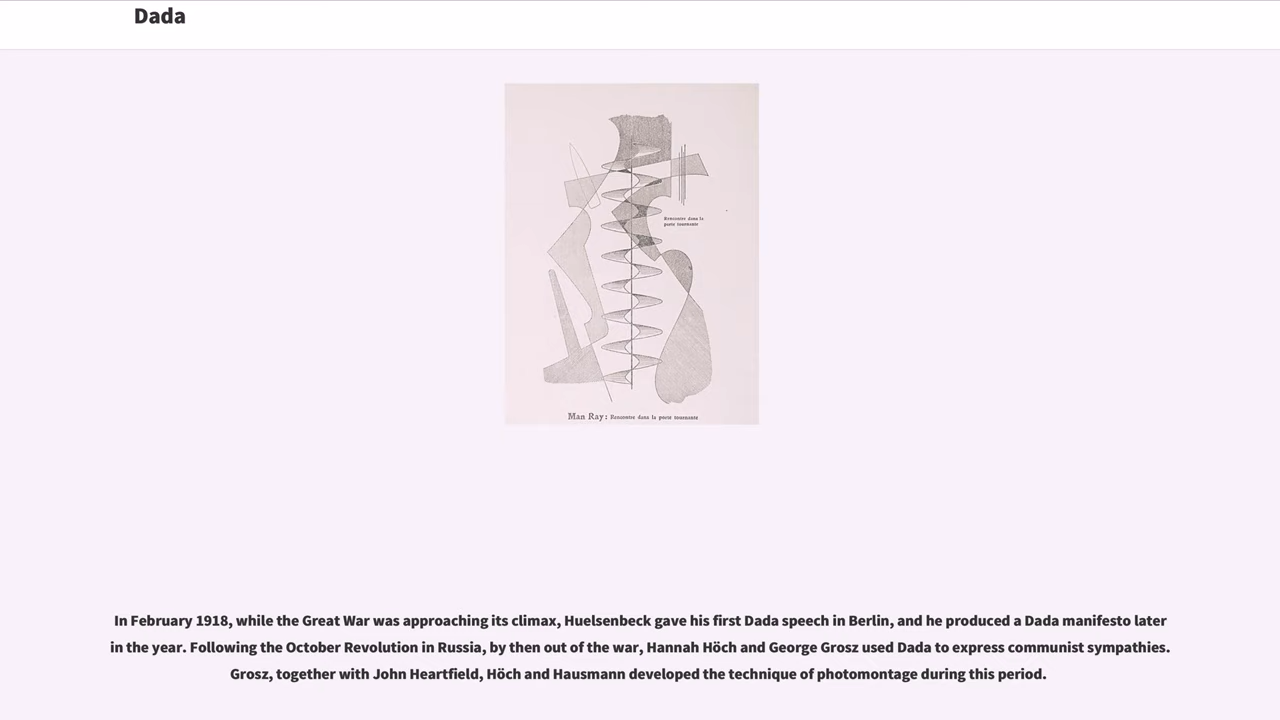 Dada
Rencontre dans la
porte tournante
Man Ray: Rencontre dans la porte tournante
In February 1918, while the Great War was approaching its climax, Huelsenbeck gave his first Dada speech in Berlin, and he produced a Dada manifesto later
in the year. Following the October Revolution in Russia, by then out of the war, Hannah Höch and George Grosz used Dada to express communist sympathies.
Grosz, together with John Heartfield, Höch and Hausmann developed the technique of photomontage during this period.